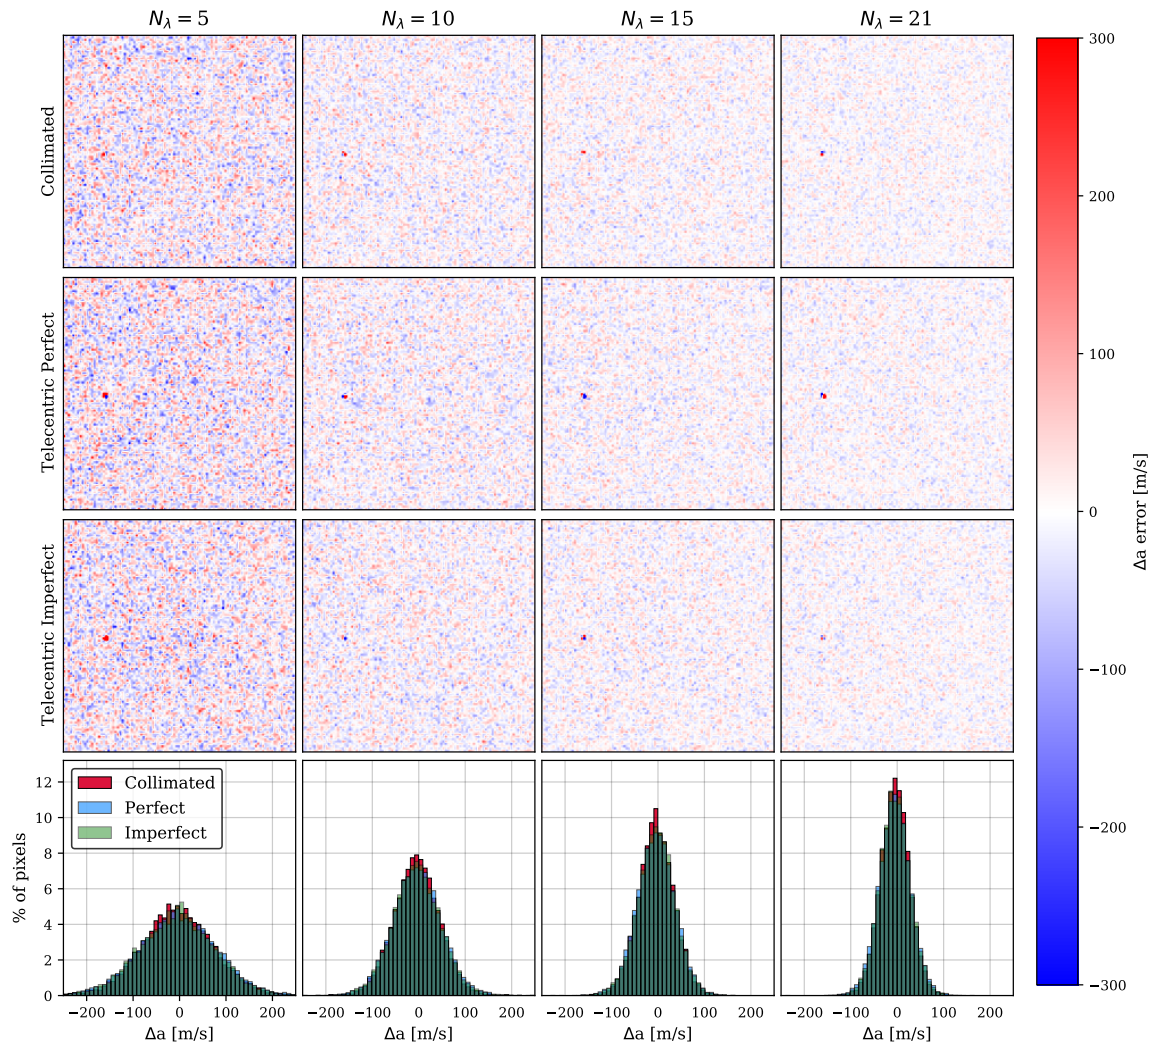 N_λ = 5 N_λ = 10 N_λ = 15 N_λ = 21
Collimated
Telecentric Perfect
Telecentric Imperfect
300
200
100
0
−100
−200
−300
Δa error [m/s]
Collimated
Perfect
Imperfect
12
10
8
6
4
2
0
% of pixels
−200 −100 0 100 200 −200 −100 0 100 200 −200 −100 0 100 200 −200 −100 0 100 200
Δa [m/s] Δa [m/s] Δa [m/s] Δa [m/s]